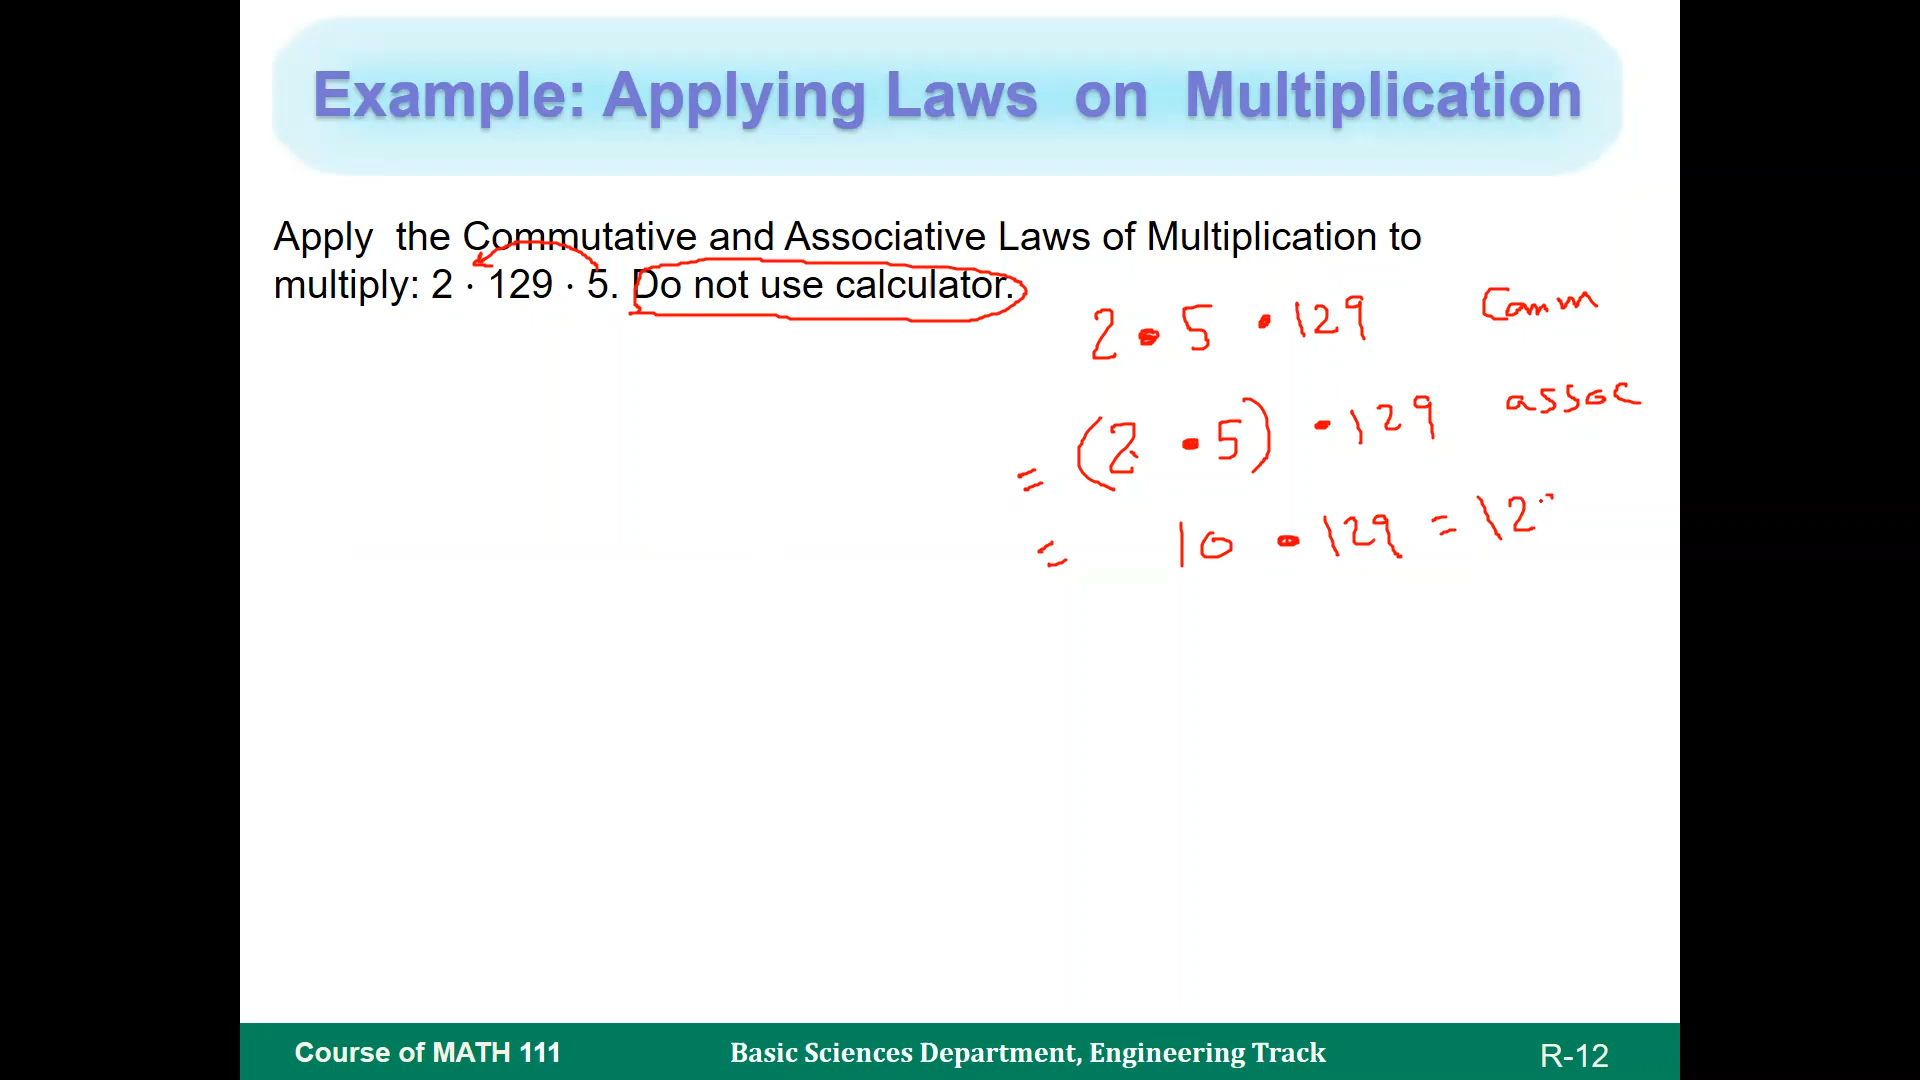 Example: Applying Laws on Multiplication
Apply the Commutative and Associative Laws of Multiplication to
multiply: 2 · 129 · 5. Do not use calculator.
2 · 5 · 129 Comm
= (2 · 5) · 129 assoc
= 10 · 129 = 12
Course of MATH 111 Basic Sciences Department, Engineering Track R-12